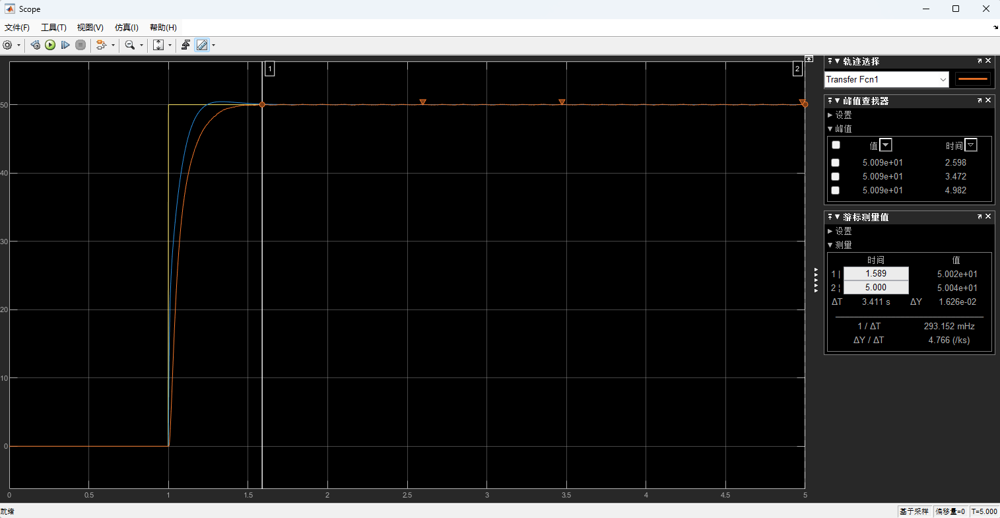 Scope
文件(F) 工具(T) 视图(V) 仿真(I) 帮助(H)
1
2
50
40
30
20
10
0
0 0.5 1 1.5 2 2.5 3 3.5 4 4.5 5
轨迹选择
Transfer Fcn1
峰值查找器
设置
峰值
值 时间
5.009e+01 2.598
5.009e+01 3.472
5.009e+01 4.982
游标测量值
设置
测量
时间 值
1 | 1.589 5.002e+01
2 ¦ 5.000 5.004e+01
ΔT 3.411 s ΔY 1.626e-02
1 / ΔT 293.152 mHz
ΔY / ΔT 4.766 (/ks)
就绪
基于采样 偏移量=0 T=5.000